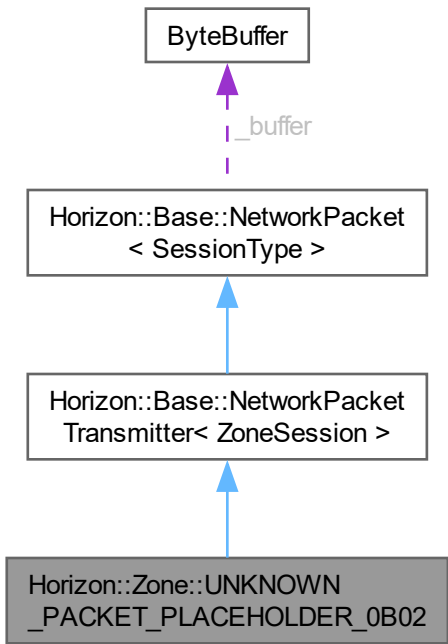 ByteBuffer
_buffer
Horizon::Base::NetworkPacket
< SessionType >
Horizon::Base::NetworkPacket
Transmitter< ZoneSession >
Horizon::Zone::UNKNOWN
_PACKET_PLACEHOLDER_0B02